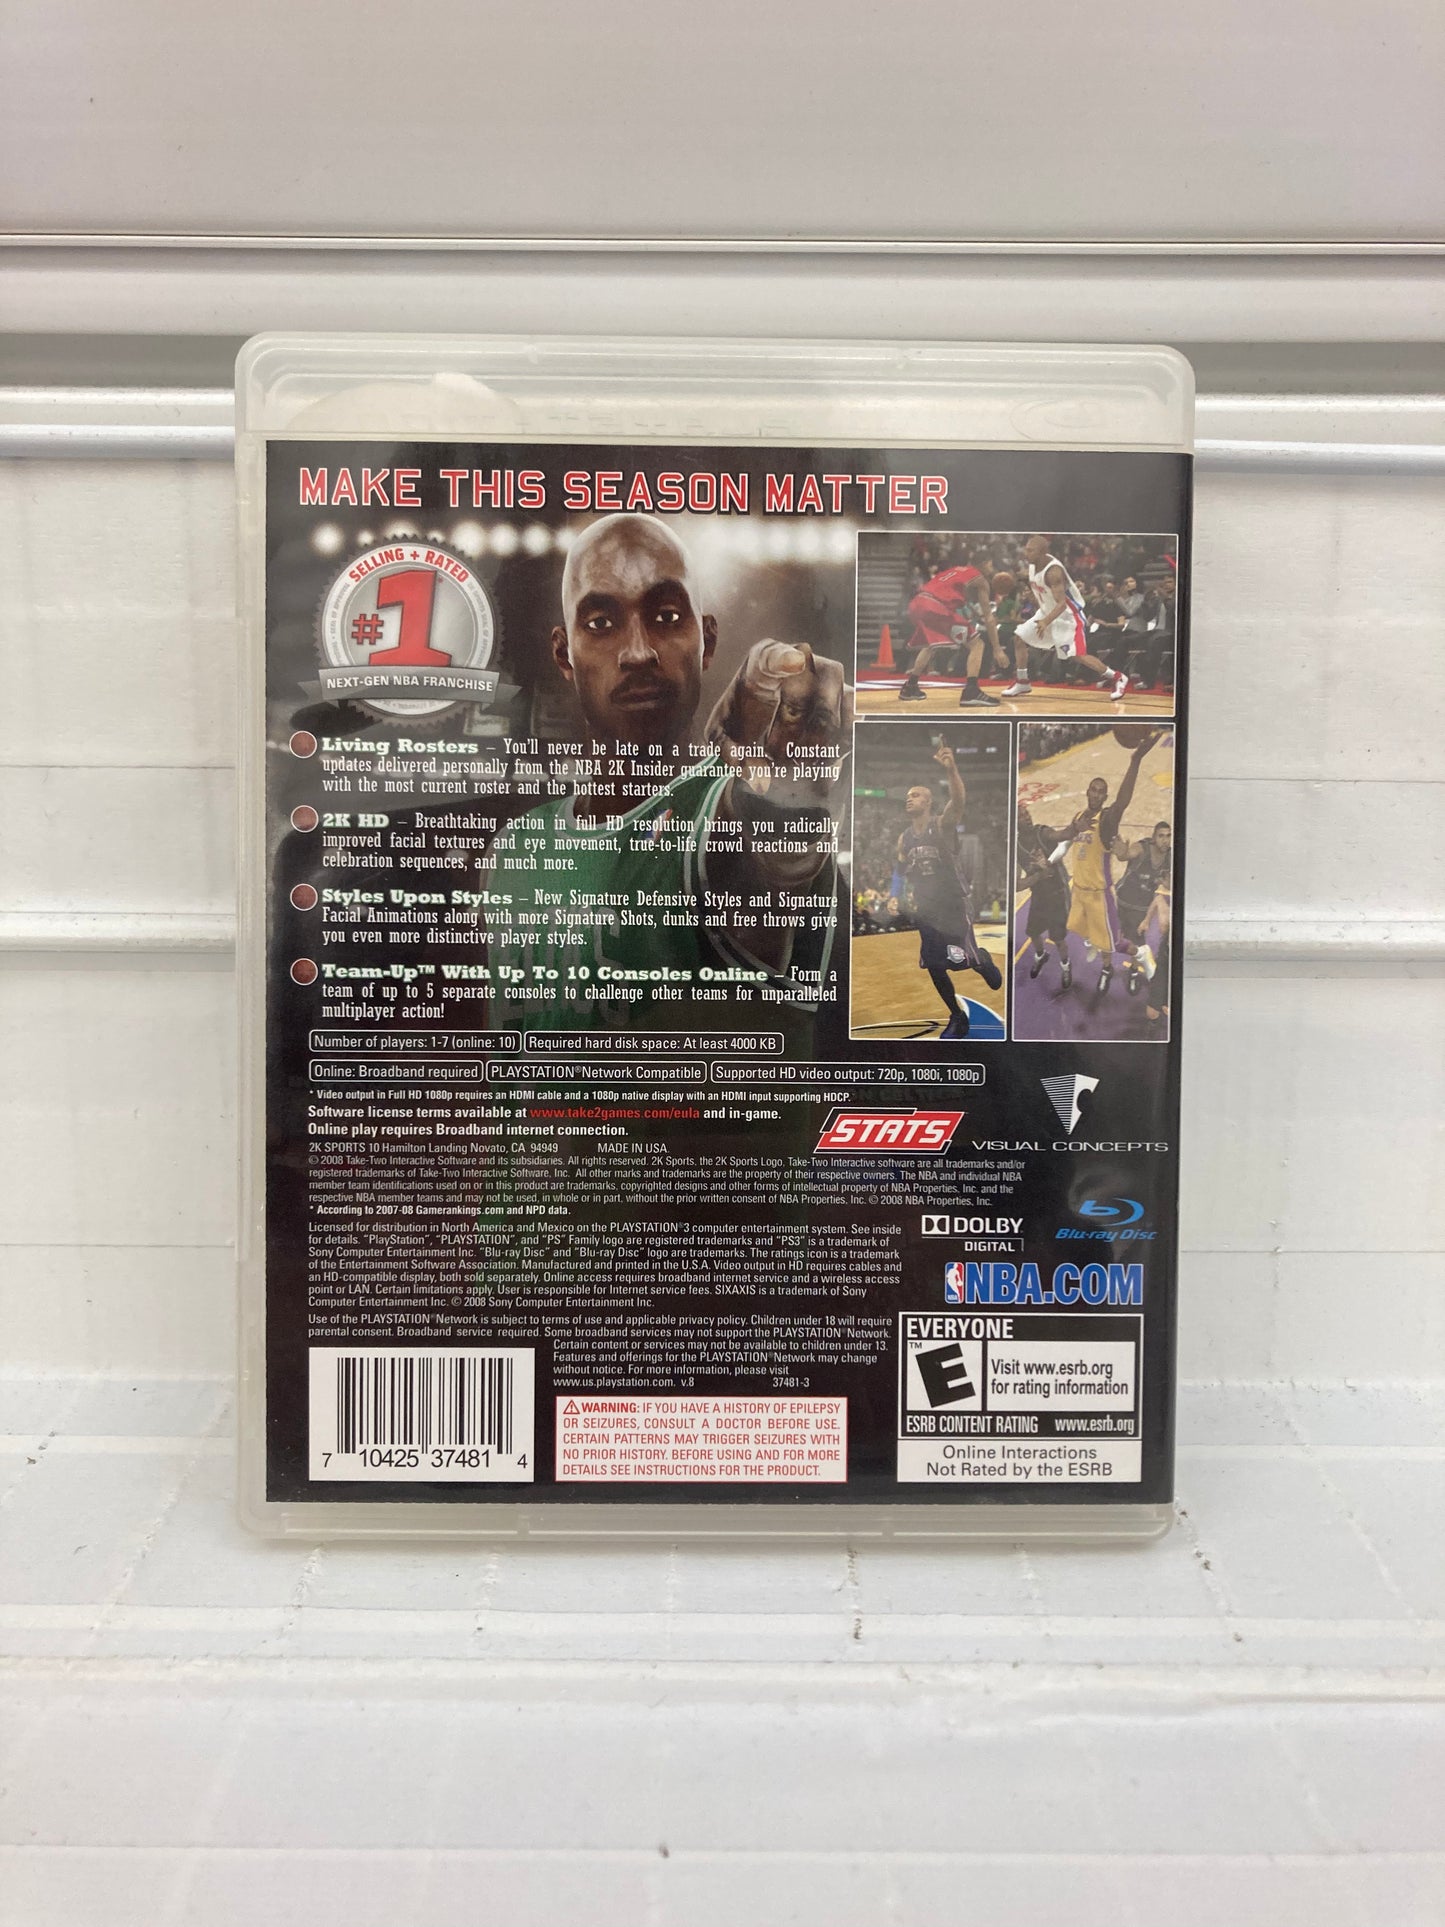 MAKE THIS SEASON MATTER
SELLING + RATED
#1
NEXT-GEN NBA FRANCHISE
Living Rosters – You'll never be late on a trade again. Constant
updates delivered personally from the NBA 2K Insider guarantee you're playing
with the most current roster and the hottest starters.
2K HD – Breathtaking action in full HD resolution brings you radically
improved facial textures and eye movement, true-to-life crowd reactions and
celebration sequences, and much more.
Styles Upon Styles – New Signature Defensive Styles and Signature
Facial Animations along with more Signature Shots, dunks and free throws give
you even more distinctive player styles.
Team-Up™ With Up To 10 Consoles Online – Form a
team of up to 5 separate consoles to challenge other teams for unparalleled
multiplayer action!
Number of players: 1-7 (online: 10) Required hard disk space: At least 4000 KB
Online: Broadband required PLAYSTATION®Network Compatible Supported HD video output: 720p, 1080i, 1080p
* Video output in Full HD 1080p requires an HDMI cable and a 1080p native display with an HDMI input supporting HDCP.
Software license terms available at www.take2games.com/eula and in-game.
Online play requires Broadband internet connection.
STATS
VISUAL CONCEPTS
2K SPORTS 10 Hamilton Landing Novato, CA 94949 MADE IN USA.
© 2008 Take-Two Interactive Software and its subsidiaries. All rights reserved. 2K Sports, the 2K Sports Logo, Take-Two Interactive software are all trademarks and/or
registered trademarks of Take-Two Interactive Software, Inc. All other marks and trademarks are the property of their respective owners. The NBA and individual NBA
member team identifications used on or in this product are trademarks, copyrighted designs and other forms of intellectual property of NBA Properties, Inc. and the
respective NBA member teams and may not be used, in whole or in part, without the prior written consent of NBA Properties, Inc. © 2008 NBA Properties, Inc.
* According to 2007-08 Gamerankings.com and NPD data.
Licensed for distribution in North America and Mexico on the PLAYSTATION®3 computer entertainment system. See inside
for details. "PlayStation", "PLAYSTATION", and "PS" Family logo are registered trademarks and "PS3" is a trademark of
Sony Computer Entertainment Inc. "Blu-ray Disc" and "Blu-ray Disc" logo are trademarks. The ratings icon is a trademark
of the Entertainment Software Association. Manufactured and printed in the U.S.A. Video output in HD requires cables and
an HD-compatible display, both sold separately. Online access requires broadband internet service and a wireless access
point or LAN. Certain limitations apply. User is responsible for Internet service fees. SIXAXIS is a trademark of Sony
Computer Entertainment Inc. © 2008 Sony Computer Entertainment Inc.
DOLBY
DIGITAL
Blu-ray Disc
NBA.COM
Use of the PLAYSTATION®Network is subject to terms of use and applicable privacy policy. Children under 18 will require
parental consent. Broadband service required. Some broadband services may not support the PLAYSTATION®Network.
Certain content or services may not be available to children under 13.
Features and offerings for the PLAYSTATION®Network may change
without notice. For more information, please visit
www.us.playstation.com. v.8 37481-3
7 10425 37481 4
WARNING: IF YOU HAVE A HISTORY OF EPILEPSY
OR SEIZURES, CONSULT A DOCTOR BEFORE USE.
CERTAIN PATTERNS MAY TRIGGER SEIZURES WITH
NO PRIOR HISTORY. BEFORE USING AND FOR MORE
DETAILS SEE INSTRUCTIONS FOR THE PRODUCT.
EVERYONE
E™
Visit www.esrb.org
for rating information
ESRB CONTENT RATING www.esrb.org
Online Interactions
Not Rated by the ESRB